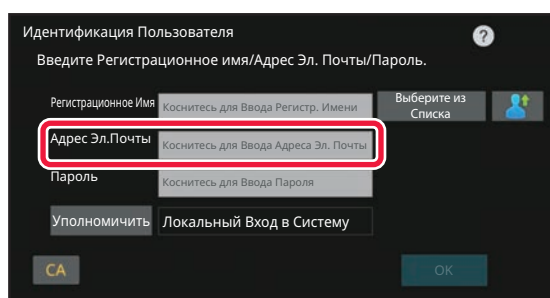 Идентификация Пользователя ?
Введите Регистрационное имя/Адрес Эл. Почты/Пароль.
Регистрационное Имя Коснитесь для Ввода Регистр. Имени Выберите из
Списка
Адрес Эл.Почты Коснитесь для Ввода Адреса Эл. Почты
Пароль Коснитесь для Ввода Пароля
Уполномичить Локальный Вход в Систему
CA OK